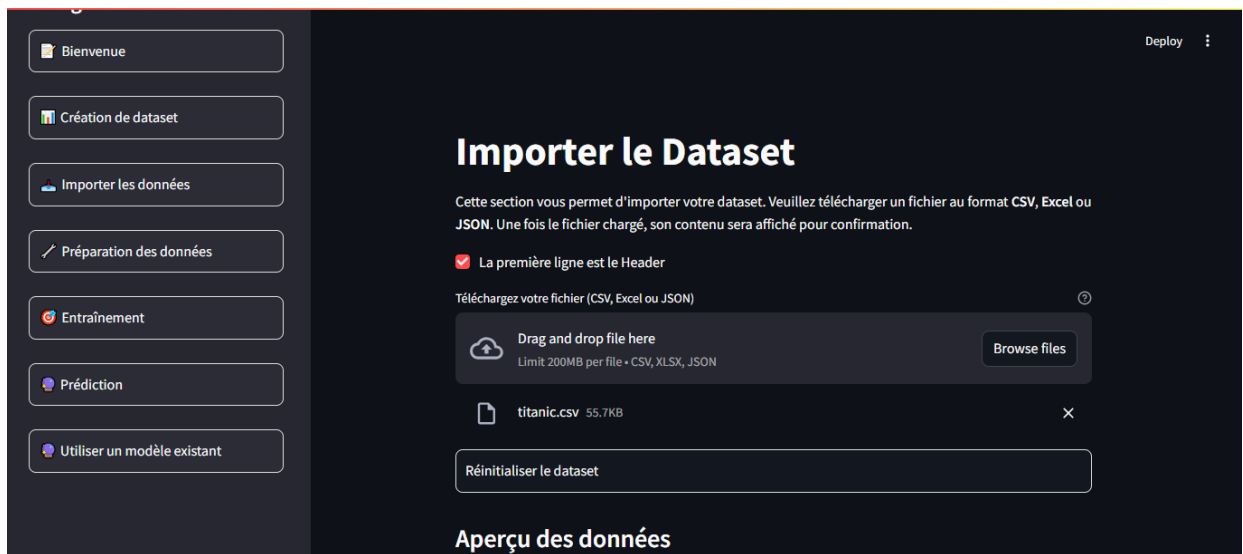 Bienvenue
Création de dataset
Importer les données
Préparation des données
Entraînement
Prédiction
Utiliser un modèle existant
Deploy
Importer le Dataset
Cette section vous permet d'importer votre dataset. Veuillez télécharger un fichier au format CSV, Excel ou
JSON. Une fois le fichier chargé, son contenu sera affiché pour confirmation.
La première ligne est le Header
Téléchargez votre fichier (CSV, Excel ou JSON)
Drag and drop file here
Limit 200MB per file • CSV, XLSX, JSON
Browse files
titanic.csv 55.7KB
Réinitialiser le dataset
Aperçu des données